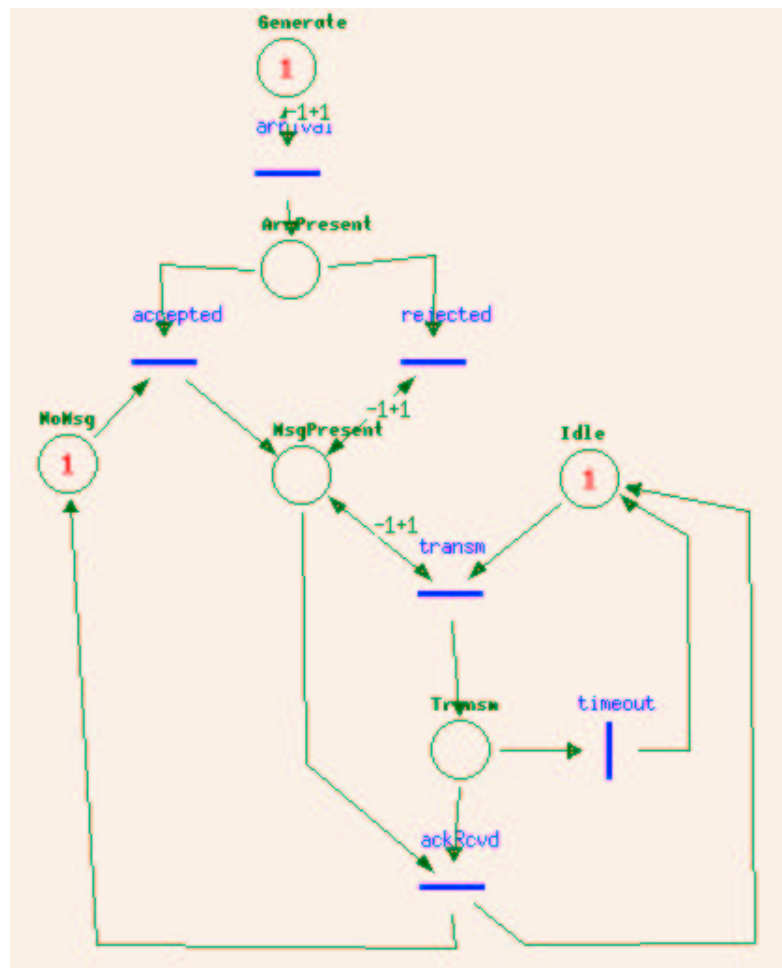 Generate
1
-1+1
arrival
ArrPresent
accepted
rejected
-1+1
NoMsg
MsgPresent
Idle
1
1
-1+1
transm
Transm
timeout
ackRcvd